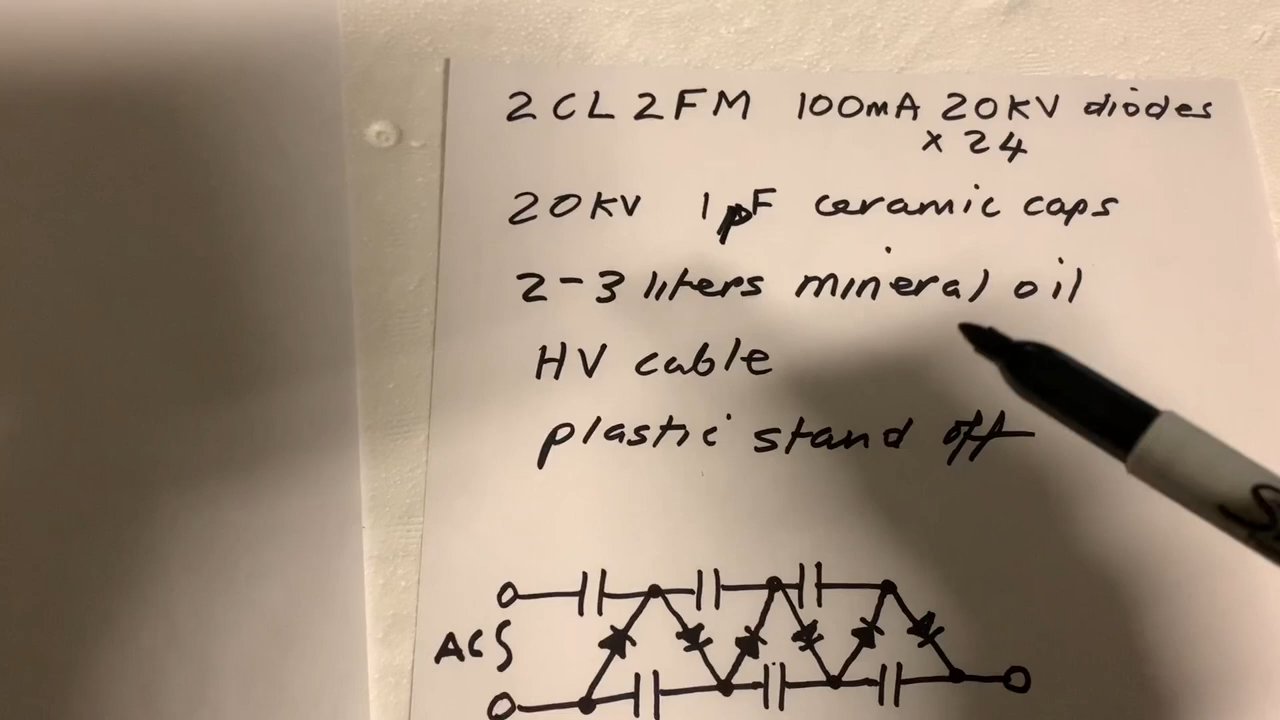 2CL2FM 100mA 20KV diodes
x 24
20KV 1pF ceramic caps
2-3 liters mineral oil
HV cable
plastic stand off
AC
S